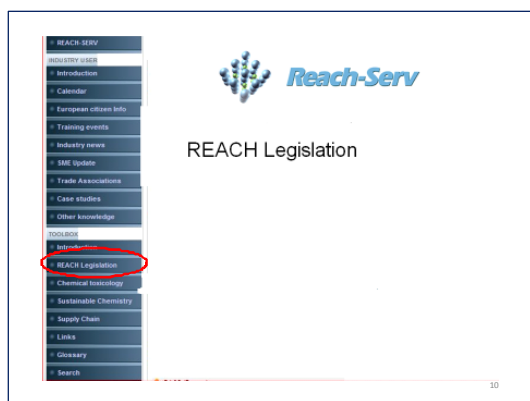 REACH-SERV
INDUSTRY USER
Introduction
Calendar
European citizen Info
Training events
Industry news
SME Update
Trade Associations
Case studies
Other knowledge
TOOLBOX
Introduction
REACH Legislation
Chemical toxicology
Sustainable Chemistry
Supply Chain
Links
Glossary
Search
Reach-Serv
REACH Legislation
10